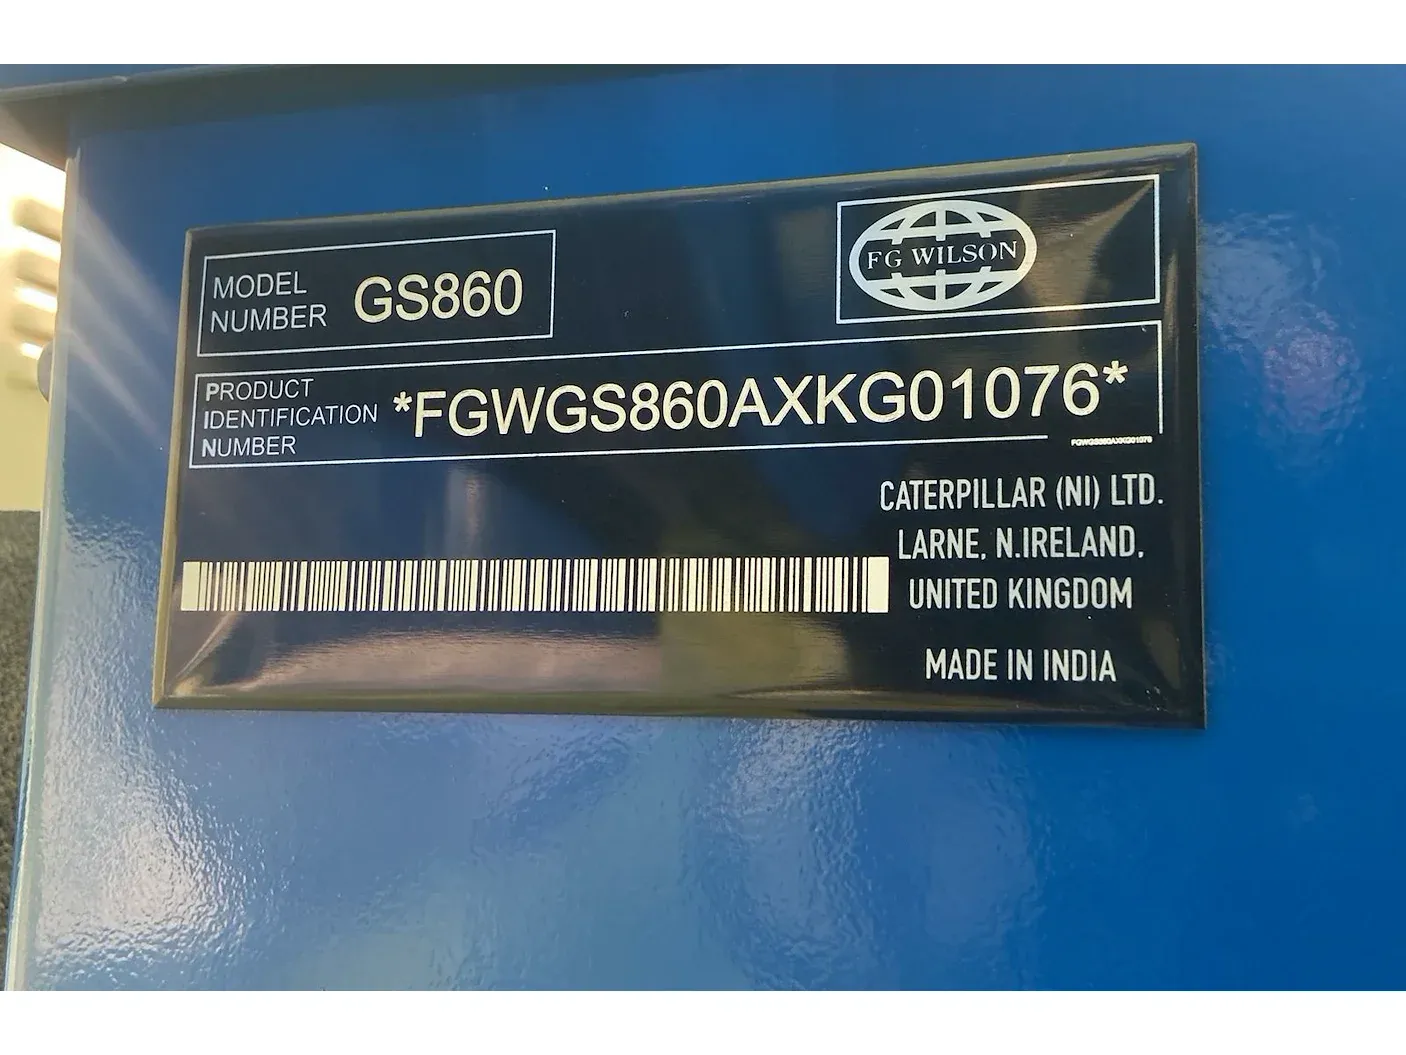 MODEL
NUMBER
GS860
FG WILSON
PRODUCT
IDENTIFICATION
NUMBER
*FGWGS860AXKG01076*
FGWGS860AXKG01076
CATERPILLAR (NI) LTD.
LARNE, N.IRELAND,
UNITED KINGDOM
MADE IN INDIA